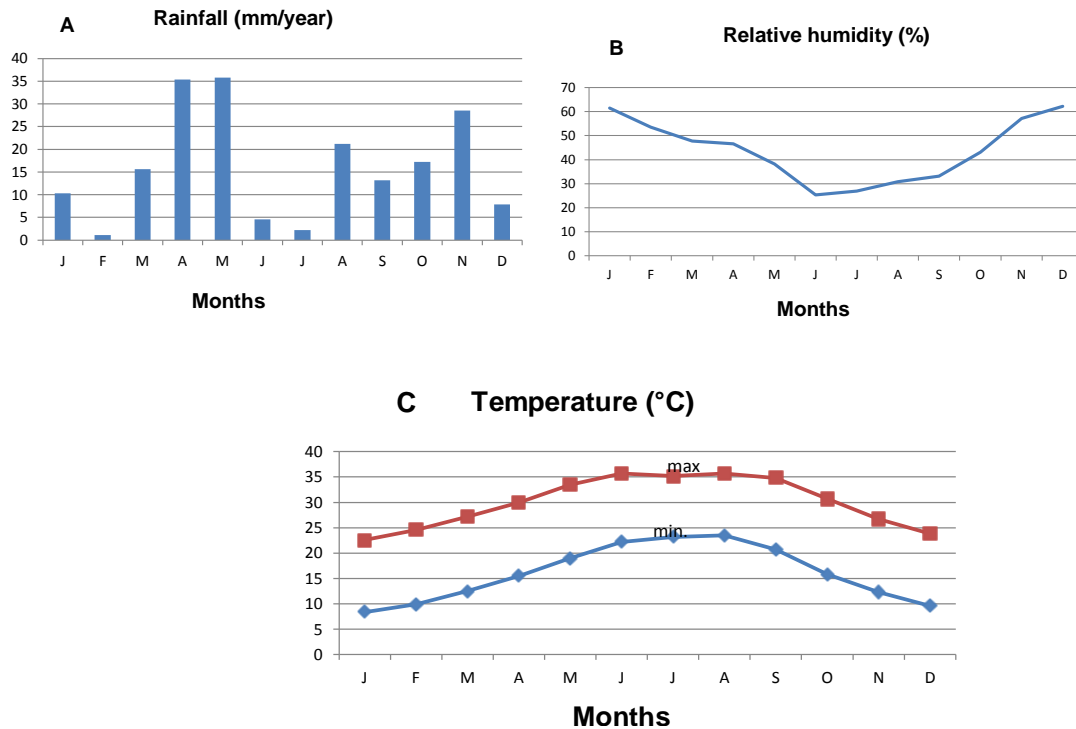 A Rainfall (mm/year)
40
35
30
25
20
15
10
5
0
J F M A M J J A S O N D
Months
B Relative humidity (%)
70
60
50
40
30
20
10
0
J F M A M J J A S O N D
Months
C Temperature (°C)
40
35
30
25
20
15
10
5
0
max
min.
J F M A M J J A S O N D
Months